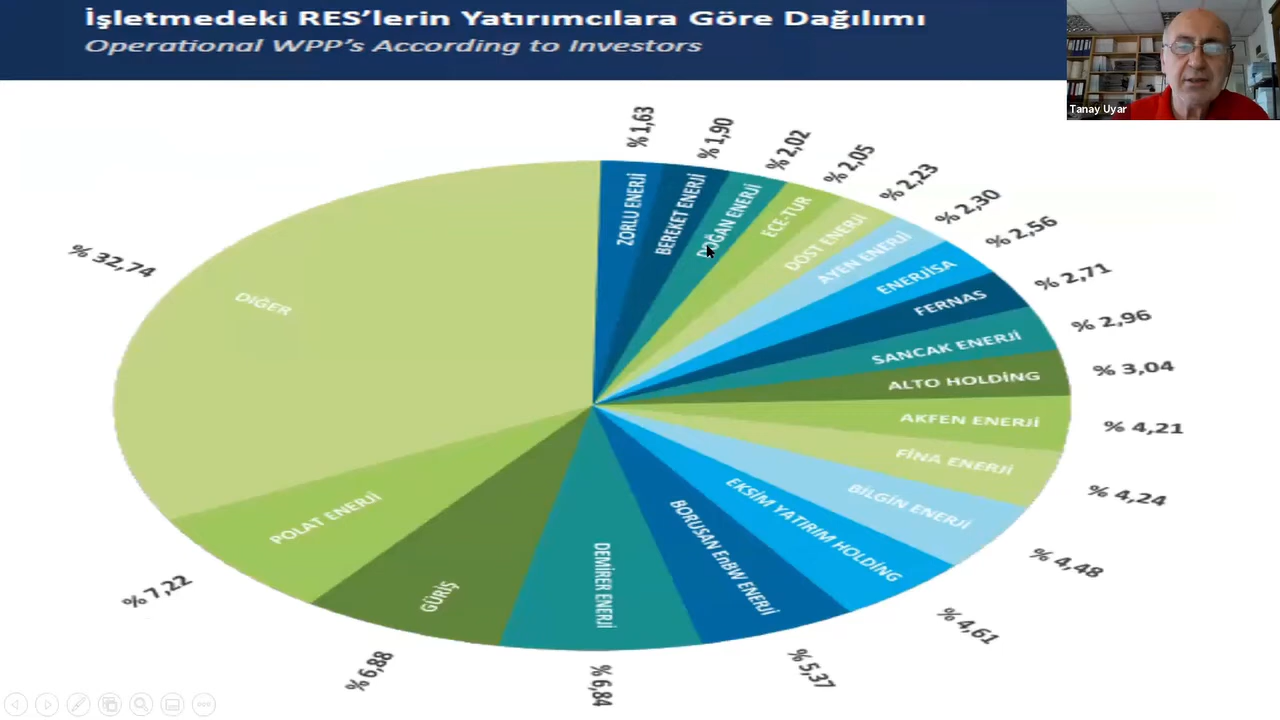 İşletmedeki RES’lerin Yatırımcılara Göre Dağılımı
Operational WPP’s According to Investors
Tanay Uyar
% 1,63
% 1,90
% 2,02
% 2,05
% 2,23
% 2,30
% 2,56
% 2,71
% 2,96
% 3,04
% 4,21
% 4,24
% 4,48
% 4,61
% 5,37
% 6,84
% 6,88
% 7,22
% 32,74
ZORLU ENERJİ
BEREKET ENERJİ
DOĞAN ENERJİ
ECE-TUR
DOST ENERJİ
AYEN ENERJİ
ENERJİSA
FERNAS
SANCAK ENERJİ
ALTO HOLDİNG
AKFEN ENERJİ
FİNA ENERJİ
BİLGİN ENERJİ
EKSİM YATIRIM HOLDİNG
BORUSAN EnBW ENERJİ
DEMİRER ENERJİ
GÜRİŞ
POLAT ENERJİ
DİĞER